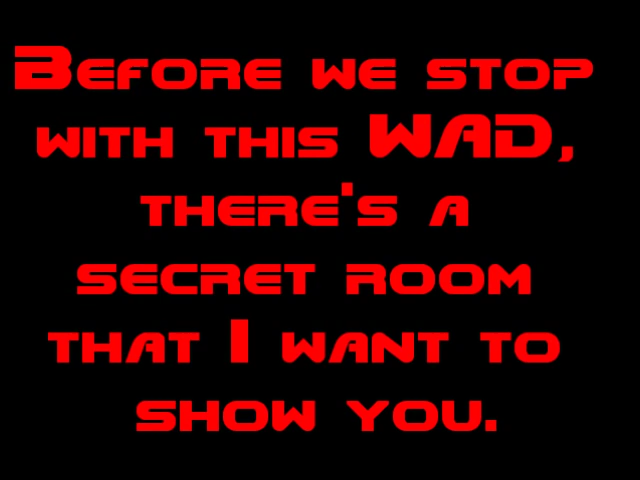 Before we stop
with this WAD,
there's a
secret room
that I want to
show you.